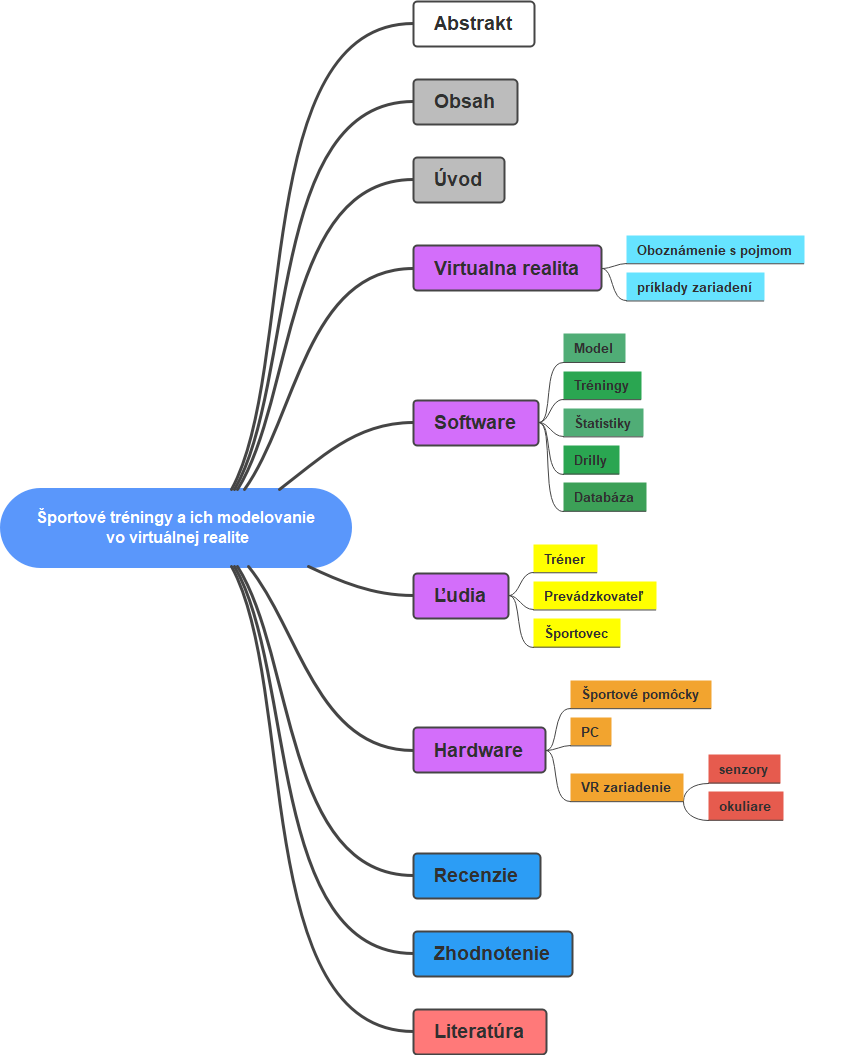 Abstrakt
Obsah
Úvod
Virtualna realita
Oboznámenie s pojmom
príklady zariadení
Software
Model
Tréningy
Štatistiky
Drilly
Databáza
Športové tréningy a ich modelovanie
vo virtuálnej realite
Ľudia
Tréner
Prevádzkovateľ
Športovec
Hardware
Športové pomôcky
PC
VR zariadenie
senzory
okuliare
Recenzie
Zhodnotenie
Literatúra